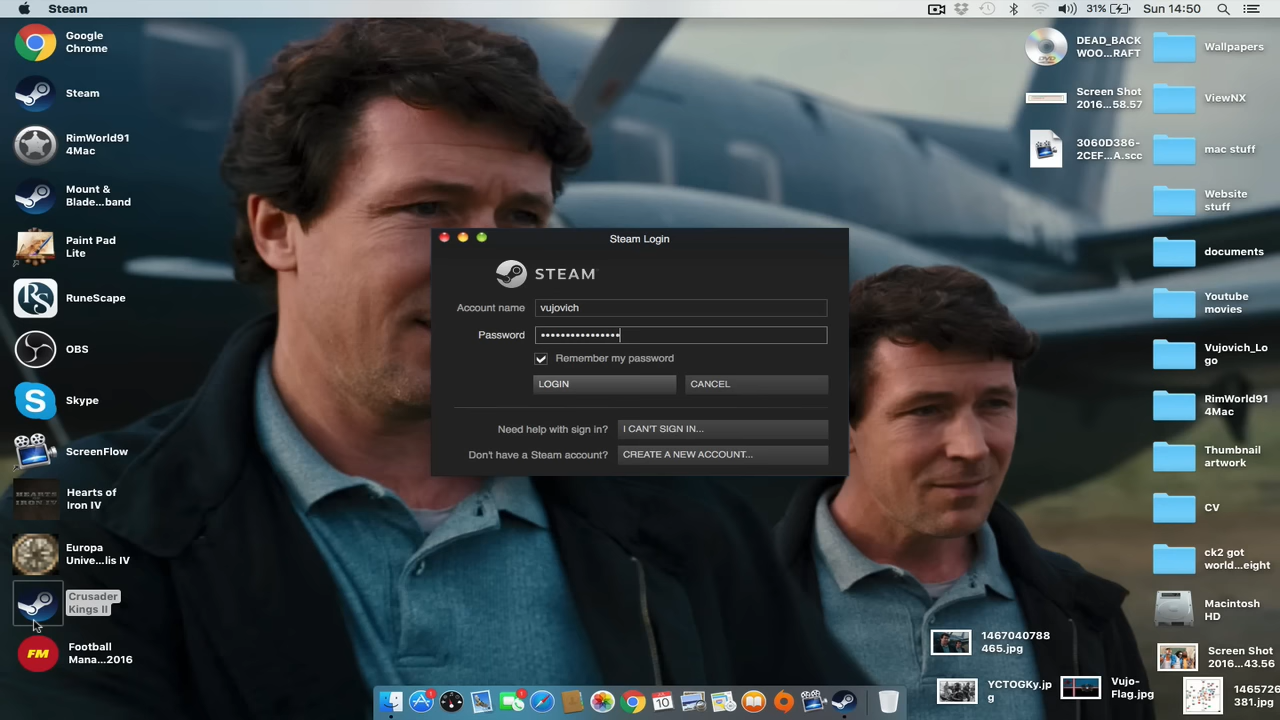 Steam
31%
Sun 14:50
Google
Chrome
Steam
RimWorld91
4Mac
Mount &
Blade...band
Paint Pad
Lite
RuneScape
OBS
Skype
ScreenFlow
HEARTS
IRON IV
Hearts of
Iron IV
Europa
Unive...lis IV
Crusader
Kings II
FM
Football
Mana...2016
Steam Login
STEAM
Account name
vujovich
Password
Remember my password
LOGIN
CANCEL
Need help with sign in?
I CAN'T SIGN IN...
Don't have a Steam account?
CREATE A NEW ACCOUNT...
DEAD_BACK
WOO...RAFT
Screen Shot
2016...58.57
3060D386-
2CEF...A.scc
Wallpapers
ViewNX
mac stuff
Website
stuff
documents
Youtube
movies
Vujovich_Lo
go
RimWorld91
4Mac
Thumbnail
artwork
CV
ck2 got
world...eight
Macintosh
HD
1467040788
465.jpg
Screen Shot
2016...43.56
YCTOGKy.jp
g
Vujo-
Flag.jpg
1465726
381.jpg
10